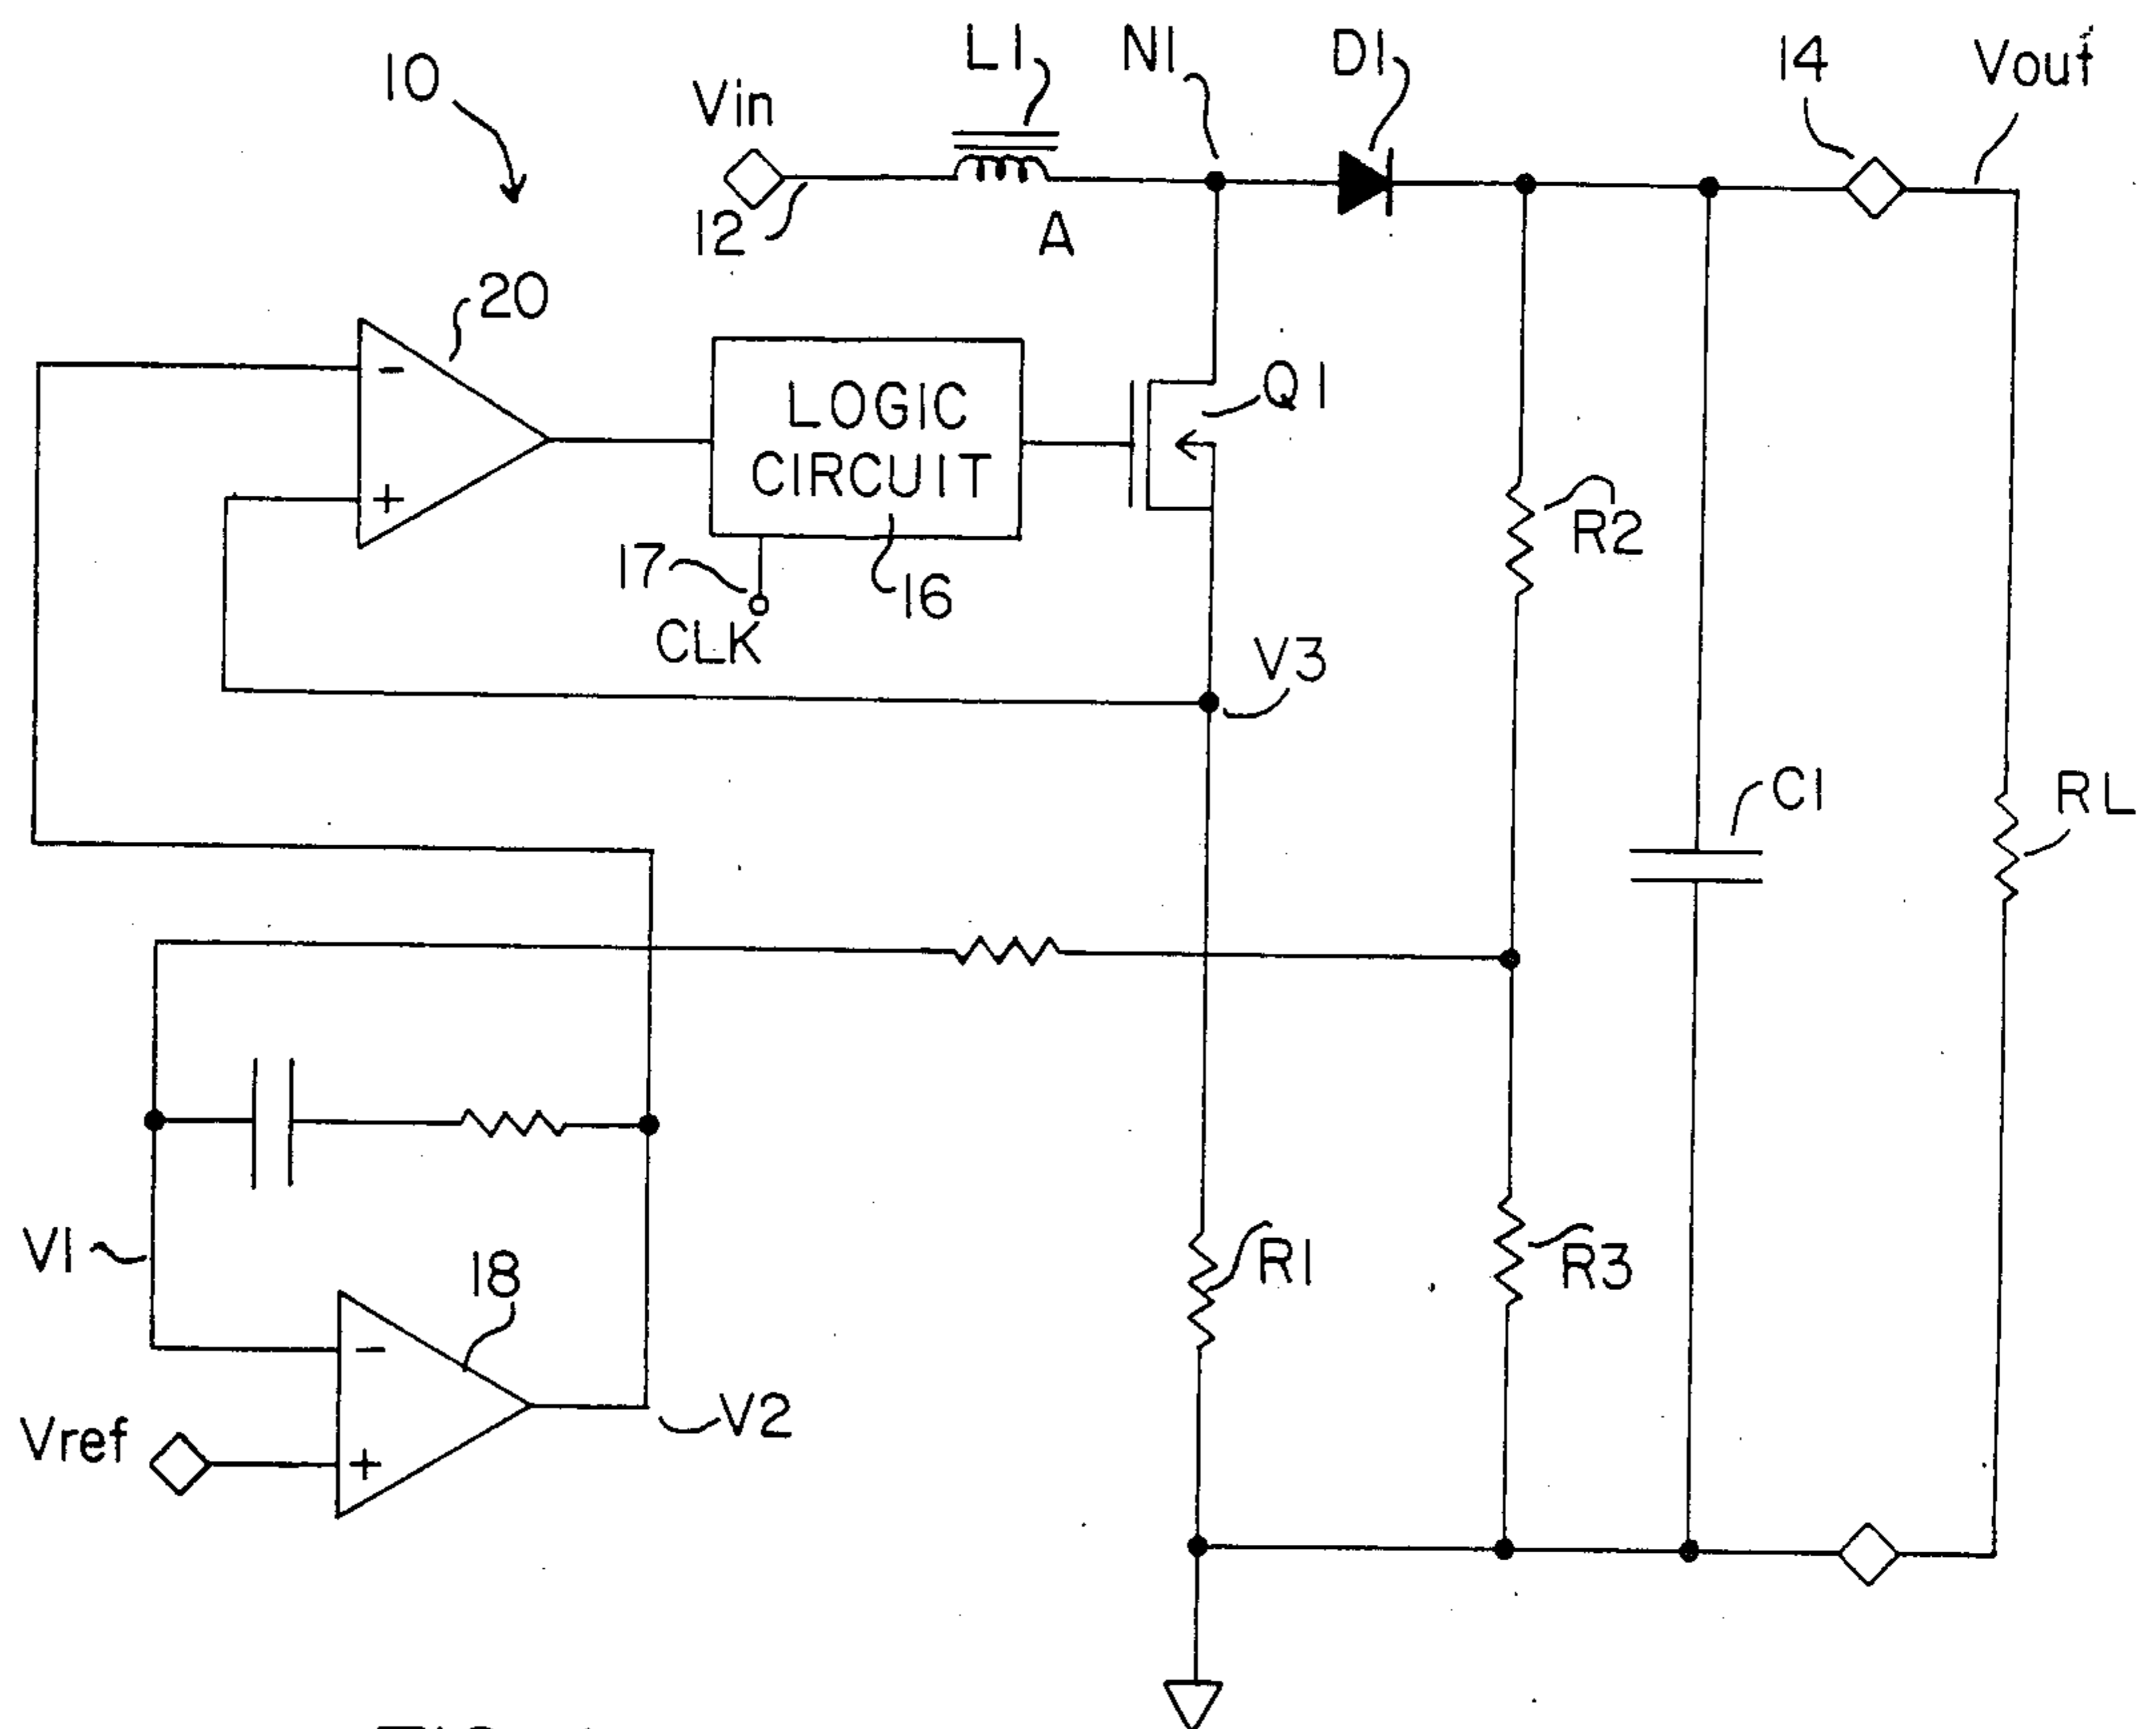 10
Vin
L1
N1
D1
14
Vout
12
A
20
-
+
LOGIC
CIRCUIT
Q1
R2
17
16
CLK
V3
C1
RL
V1
18
R1
R3
-
+
Vref
V2